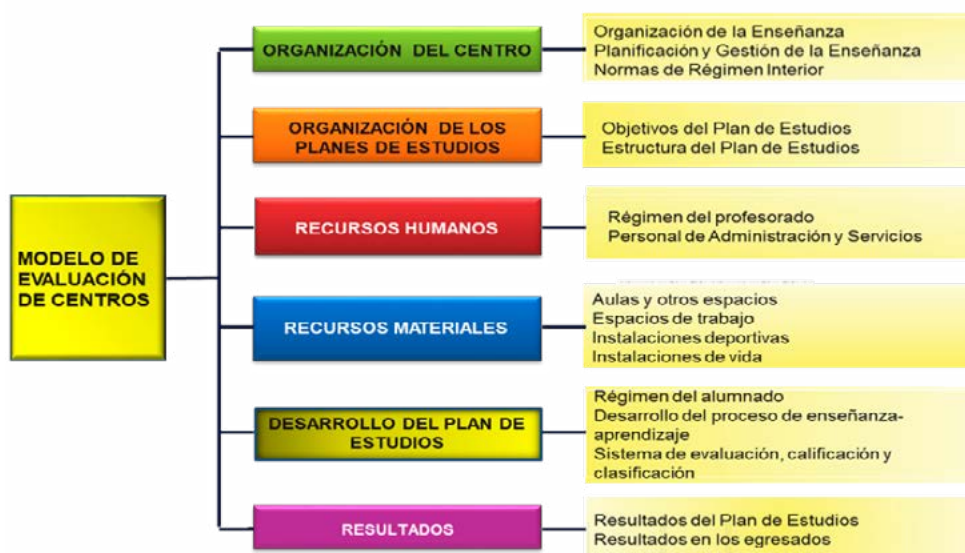 MODELO DE
EVALUACIÓN
DE CENTROS
ORGANIZACIÓN DEL CENTRO
Organización de la Enseñanza
Planificación y Gestión de la Enseñanza
Normas de Régimen Interior
ORGANIZACIÓN DE LOS
PLANES DE ESTUDIOS
Objetivos del Plan de Estudios
Estructura del Plan de Estudios
RECURSOS HUMANOS
Régimen del profesorado
Personal de Administración y Servicios
RECURSOS MATERIALES
Aulas y otros espacios
Espacios de trabajo
Instalaciones deportivas
Instalaciones de vida
DESARROLLO DEL PLAN DE
ESTUDIOS
Régimen del alumnado
Desarrollo del proceso de enseñanza-
aprendizaje
Sistema de evaluación, calificación y
clasificación
RESULTADOS
Resultados del Plan de Estudios
Resultados en los egresados